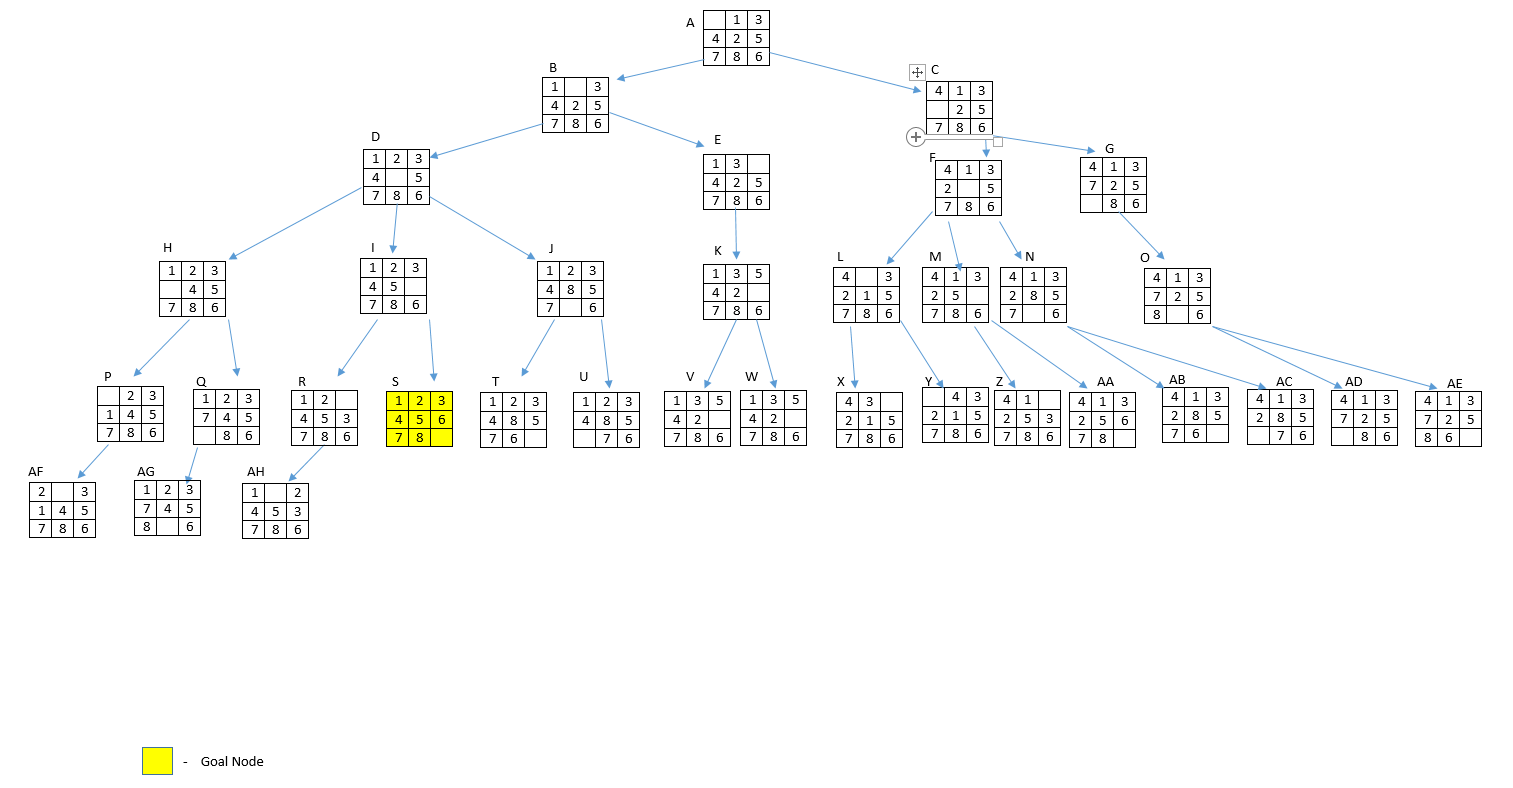 A
1 3
4 2 5
7 8 6
B
1 3
4 2 5
7 8 6
C
4 1 3
2 5
7 8 6
D
1 2 3
4 5
7 8 6
E
1 3
4 2 5
7 8 6
F
4 1 3
2 5
7 8 6
G
4 1 3
7 2 5
8 6
H
1 2 3
4 5
7 8 6
I
1 2 3
4 5
7 8 6
J
1 2 3
4 8 5
7 6
K
1 3 5
4 2
7 8 6
L
4 3
2 1 5
7 8 6
M
4 1 3
2 5
7 8 6
N
4 1 3
2 8 5
7 6
O
4 1 3
7 2 5
8 6
P
2 3
1 4 5
7 8 6
Q
1 2 3
7 4 5
8 6
R
1 2
4 5 3
7 8 6
S
1 2 3
4 5 6
7 8
T
1 2 3
4 8 5
7 6
U
1 2 3
4 8 5
7 6
V
1 3 5
4 2
7 8 6
W
1 3 5
4 2
7 8 6
X
4 3
2 1 5
7 8 6
Y
4 3
2 1 5
7 8 6
Z
4 1
2 5 3
7 8 6
AA
4 1 3
2 5 6
7 8
AB
4 1 3
2 8 5
7 6
AC
4 1 3
2 8 5
7 6
AD
4 1 3
7 2 5
8 6
AE
4 1 3
7 2 5
8 6
AF
2 3
1 4 5
7 8 6
AG
1 2 3
7 4 5
8 6
AH
1 2
4 5 3
7 8 6
- Goal Node